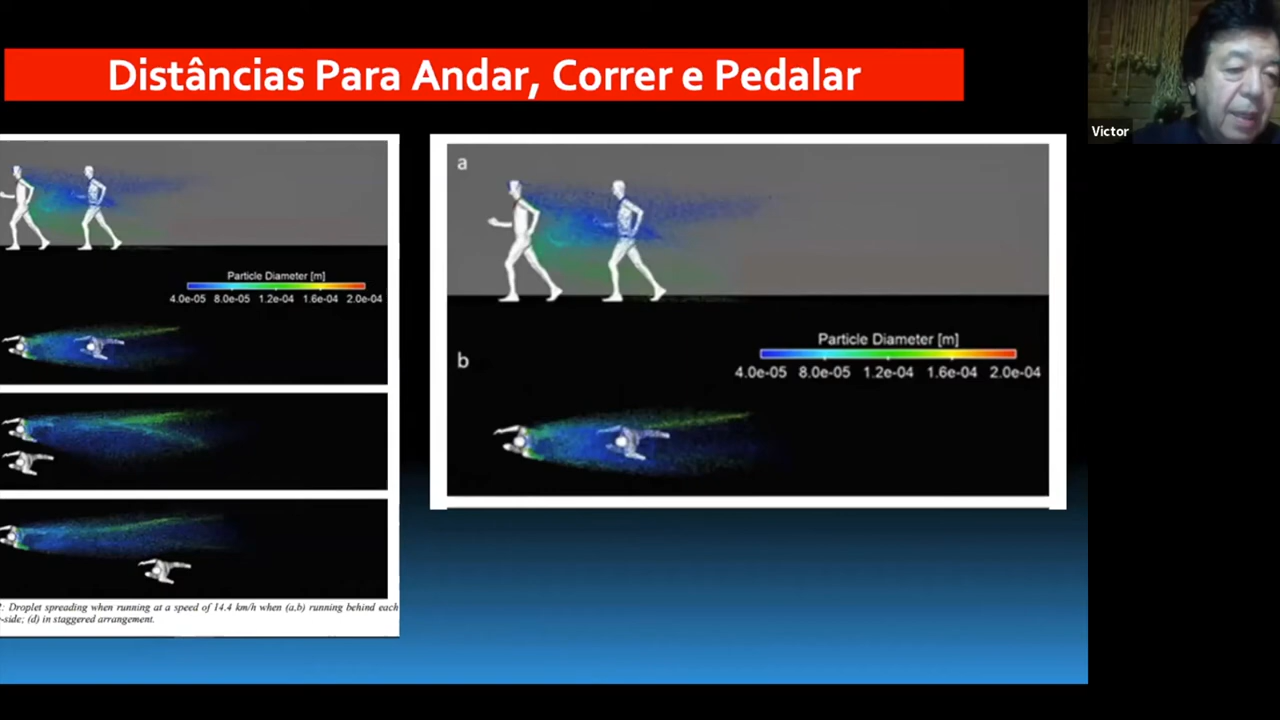 Distâncias Para Andar, Correr e Pedalar
Victor
Particle Diameter [m]
4.0e-05 8.0e-05 1.2e-04 1.6e-04 2.0e-04
: Droplet spreading when running at a speed of 14.4 km/h when (a,b) running behind each
-side; (d) in staggered arrangement.
a
b
Particle Diameter [m]
4.0e-05 8.0e-05 1.2e-04 1.6e-04 2.0e-04